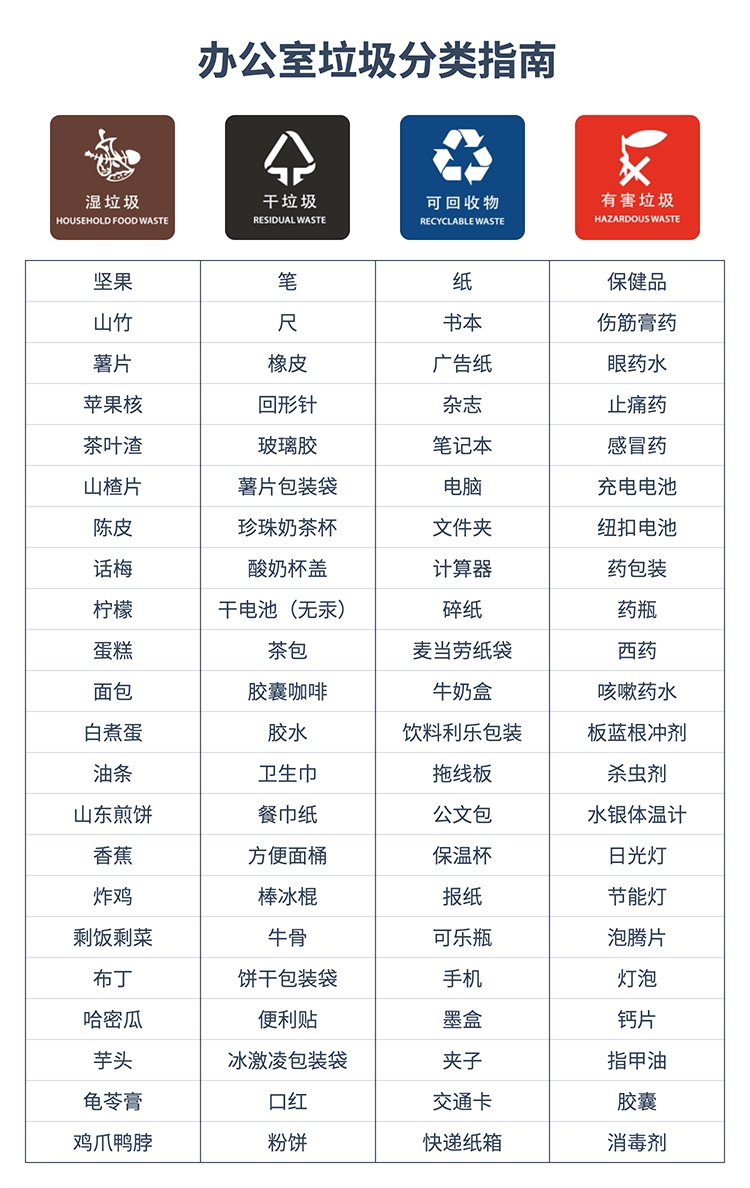 办公室垃圾分类指南
湿垃圾
HOUSEHOLD FOOD WASTE
干垃圾
RESIDUAL WASTE
可回收物
RECYCLABLE WASTE
有害垃圾
HAZARDOUS WASTE
坚果 笔 纸 保健品
山竹 尺 书本 伤筋膏药
薯片 橡皮 广告纸 眼药水
苹果核 回形针 杂志 止痛药
茶叶渣 玻璃胶 笔记本 感冒药
山楂片 薯片包装袋 电脑 充电电池
陈皮 珍珠奶茶杯 文件夹 纽扣电池
话梅 酸奶杯盖 计算器 药包装
柠檬 干电池（无汞） 碎纸 药瓶
蛋糕 茶包 麦当劳纸袋 西药
面包 胶囊咖啡 牛奶盒 咳嗽药水
白煮蛋 胶水 饮料利乐包装 板蓝根冲剂
油条 卫生巾 拖线板 杀虫剂
山东煎饼 餐巾纸 公文包 水银体温计
香蕉 方便面桶 保温杯 日光灯
炸鸡 棒冰棍 报纸 节能灯
剩饭剩菜 牛骨 可乐瓶 泡腾片
布丁 饼干包装袋 手机 灯泡
哈密瓜 便利贴 墨盒 钙片
芋头 冰激凌包装袋 夹子 指甲油
龟苓膏 口红 交通卡 胶囊
鸡爪鸭脖 粉饼 快递纸箱 消毒剂